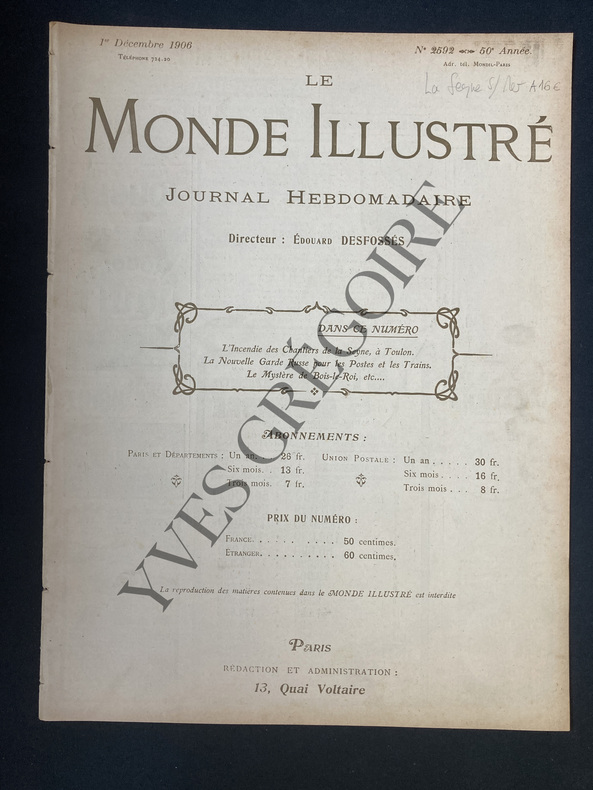 1er Décembre 1906
Nº 2592 50e Année.
Téléphone 724.20
Adr. tél. Mondil-Paris
La Seyne S/Mer A16€
LE
MONDE ILLUSTRÉ
JOURNAL HEBDOMADAIRE
Directeur : ÉDOUARD DESFOSSÉS
DANS CE NUMÉRO
L'Incendie des Chantiers de la Seyne, à Toulon.
La Nouvelle Garde Russe pour les Postes et les Trains.
Le Mystère de Bois-le-Roi, etc....
ABONNEMENTS :
PARIS ET DÉPARTEMENTS : Un an. . . 26 fr.
Six mois. . 13 fr.
Trois mois. 7 fr.
UNION POSTALE : Un an . . . . . 30 fr.
Six mois . . . . 16 fr.
Trois mois . . . 8 fr.
PRIX DU NUMÉRO :
FRANCE. . . . . . . . . . 50 centimes.
ETRANGER. . . . . . . . . . 60 centimes.
La reproduction des matières contenues dans le MONDE ILLUSTRÉ est interdite
PARIS
RÉDACTION ET ADMINISTRATION :
13, Quai Voltaire
YVES GRÉGOIRE